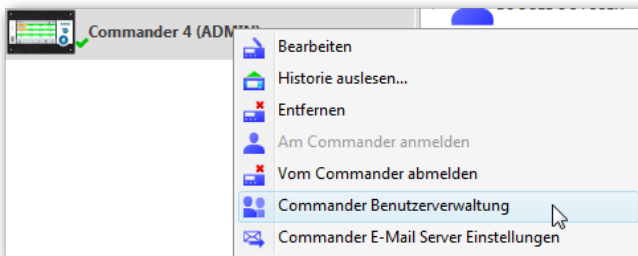 Commander 4 (ADMIN)
Bearbeiten
Historie auslesen...
Entfernen
Am Commander anmelden
Vom Commander abmelden
Commander Benutzerverwaltung
Commander E-Mail Server Einstellungen